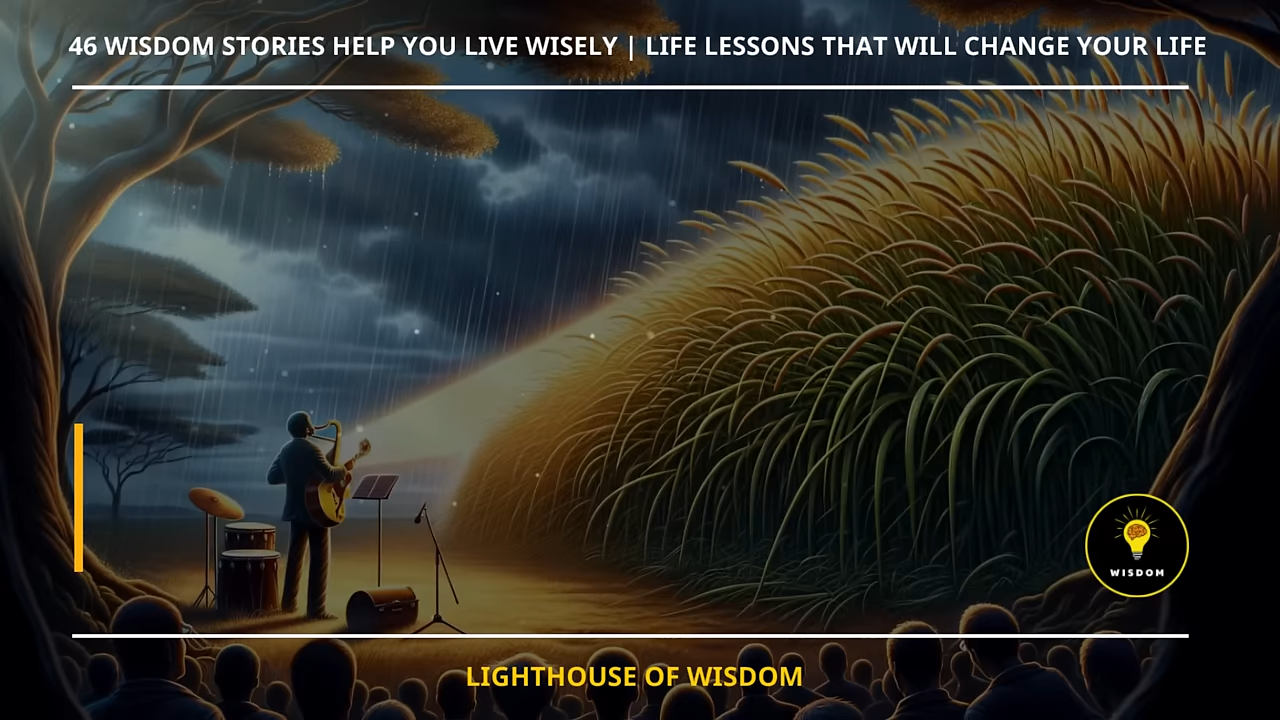 46 WISDOM STORIES HELP YOU LIVE WISELY | LIFE LESSONS THAT WILL CHANGE YOUR LIFE
WISDOM
LIGHTHOUSE OF WISDOM